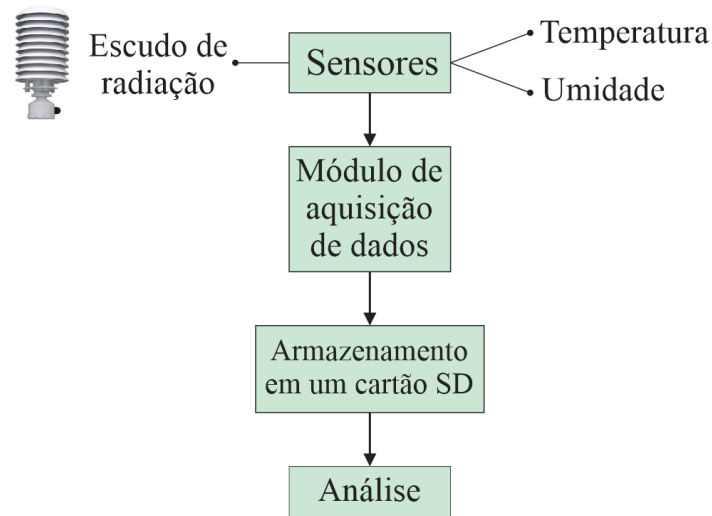 Escudo de
radiação
Sensores
Temperatura
Umidade
Módulo de
aquisição
de dados
Armazenamento
em um cartão SD
Análise